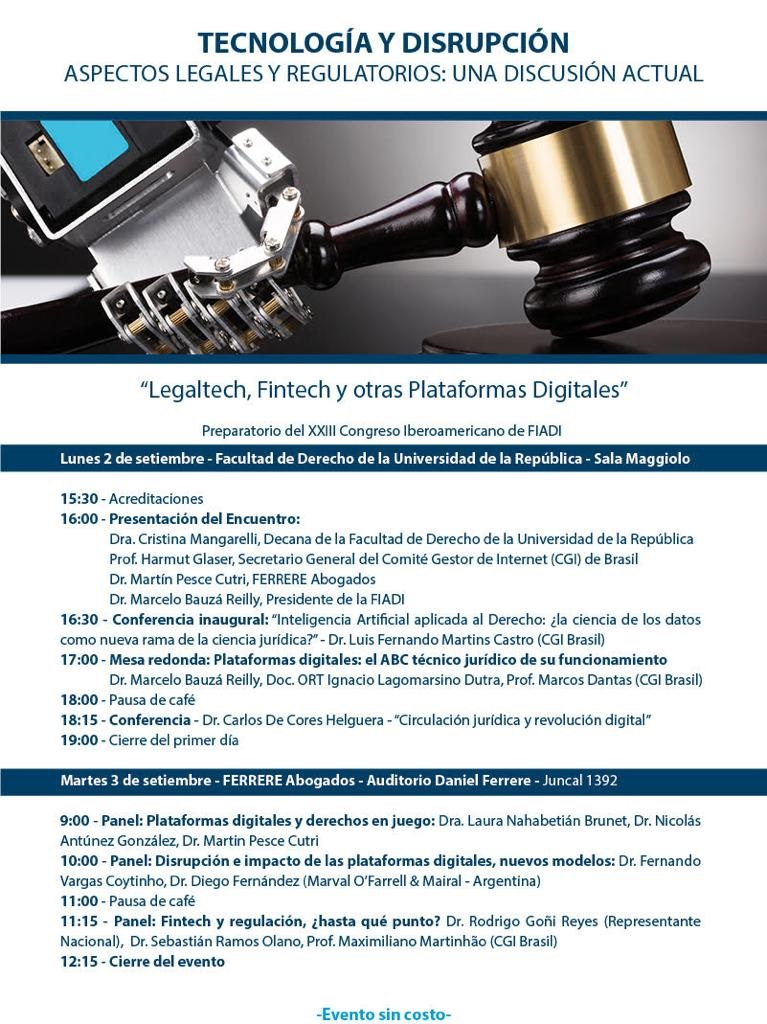 TECNOLOGÍA Y DISRUPCIÓN
ASPECTOS LEGALES Y REGULATORIOS: UNA DISCUSIÓN ACTUAL
“Legaltech, Fintech y otras Plataformas Digitales”
Preparatorio del XXIII Congreso Iberoamericano de FIADI
Lunes 2 de setiembre - Facultad de Derecho de la Universidad de la República - Sala Maggiolo
15:30 - Acreditaciones
16:00 - Presentación del Encuentro:
Dra. Cristina Mangarelli, Decana de la Facultad de Derecho de la Universidad de la República
Prof. Harmut Glaser, Secretario General del Comité Gestor de Internet (CGI) de Brasil
Dr. Martín Pesce Cutri, FERRERE Abogados
Dr. Marcelo Bauzá Reilly, Presidente de la FIADI
16:30 - Conferencia inaugural: “Inteligencia Artificial aplicada al Derecho: ¿la ciencia de los datos
como nueva rama de la ciencia jurídica?” - Dr. Luis Fernando Martins Castro (CGI Brasil)
17:00 - Mesa redonda: Plataformas digitales: el ABC técnico jurídico de su funcionamiento
Dr. Marcelo Bauzá Reilly, Doc. ORT Ignacio Lagomarsino Dutra, Prof. Marcos Dantas (CGI Brasil)
18:00 - Pausa de café
18:15 - Conferencia - Dr. Carlos De Cores Helguera - “Circulación jurídica y revolución digital”
19:00 - Cierre del primer día
Martes 3 de setiembre - FERRERE Abogados - Auditorio Daniel Ferrere - Juncal 1392
9:00 - Panel: Plataformas digitales y derechos en juego: Dra. Laura Nahabetián Brunet, Dr. Nicolás
Antúnez González, Dr. Martín Pesce Cutri
10:00 - Panel: Disrupción e impacto de las plataformas digitales, nuevos modelos: Dr. Fernando
Vargas Coytinho, Dr. Diego Fernández (Marval O’Farrell & Mairal - Argentina)
11:00 - Pausa de café
11:15 - Panel: Fintech y regulación, ¿hasta qué punto? Dr. Rodrigo Goñi Reyes (Representante
Nacional), Dr. Sebastián Ramos Olano, Prof. Maximiliano Martinhão (CGI Brasil)
12:15 - Cierre del evento
-Evento sin costo-